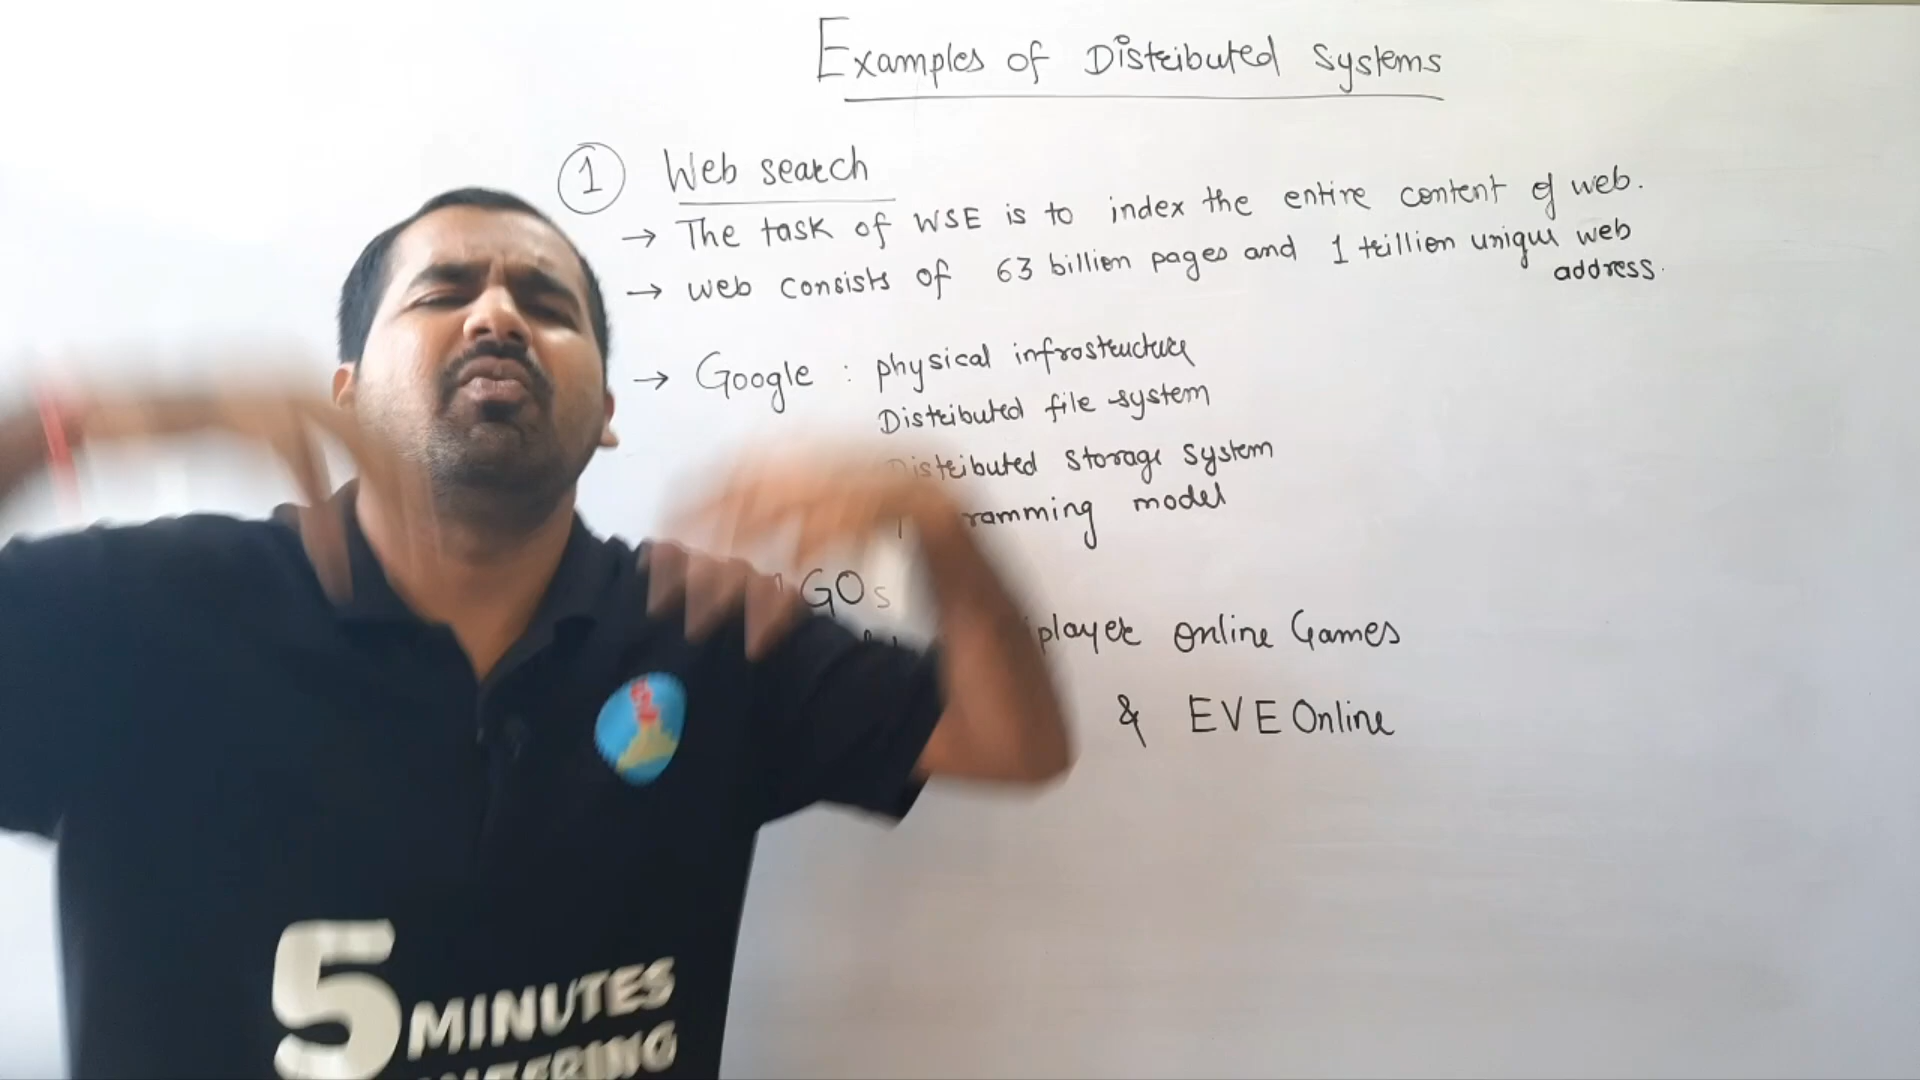 Examples of Distributed Systems
1 Web search
→ The task of WSE is to index the entire content of web.
→ web consists of 63 billion pages and 1 trillion unique web
address.
→ Google : physical infrostructure
Distributed file system
Distributed storage system
model
GOs
player online Games
& EVE Online
5 MINUTES